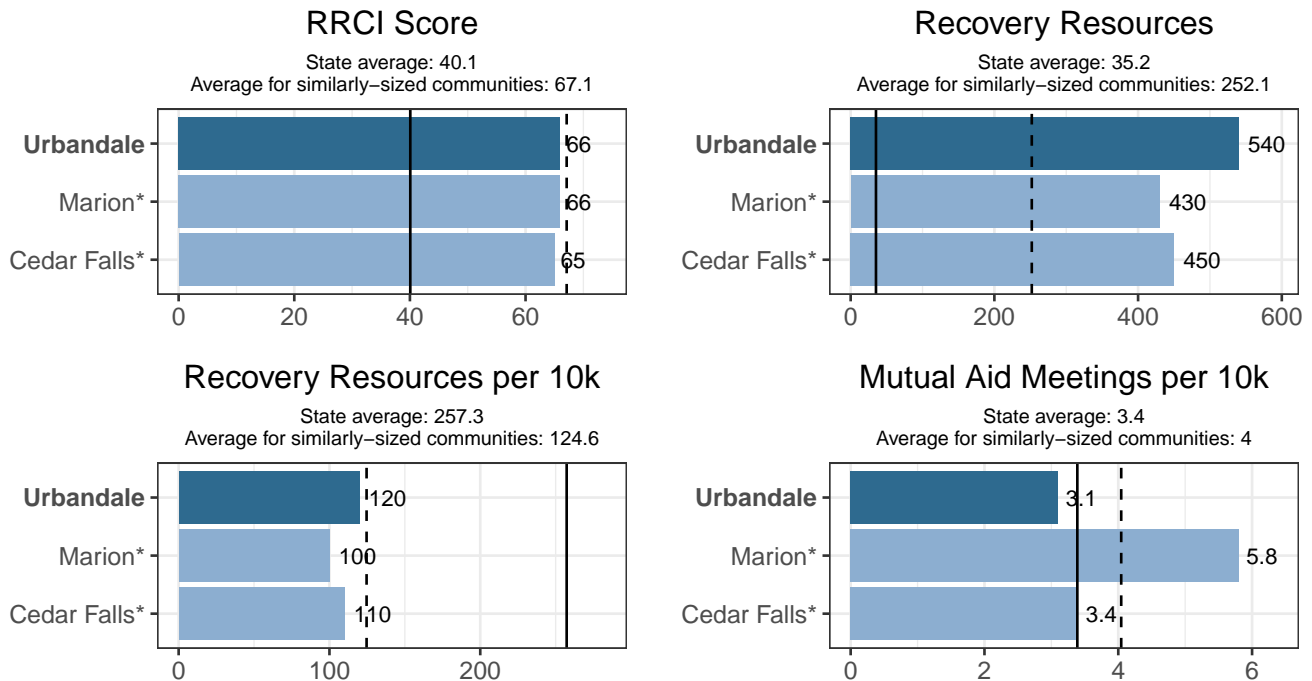 RRCI Score
State average: 40.1
Average for similarly−sized communities: 67.1
Urbandale
66
Marion*
66
Cedar Falls*
65
0 20 40 60
Recovery Resources
State average: 35.2
Average for similarly−sized communities: 252.1
Urbandale
540
Marion*
430
Cedar Falls*
450
0 200 400 600
Recovery Resources per 10k
State average: 257.3
Average for similarly−sized communities: 124.6
Urbandale
120
Marion*
100
Cedar Falls*
110
0 100 200
Mutual Aid Meetings per 10k
State average: 3.4
Average for similarly−sized communities: 4
Urbandale
3.1
Marion*
5.8
Cedar Falls*
3.4
0 2 4 6